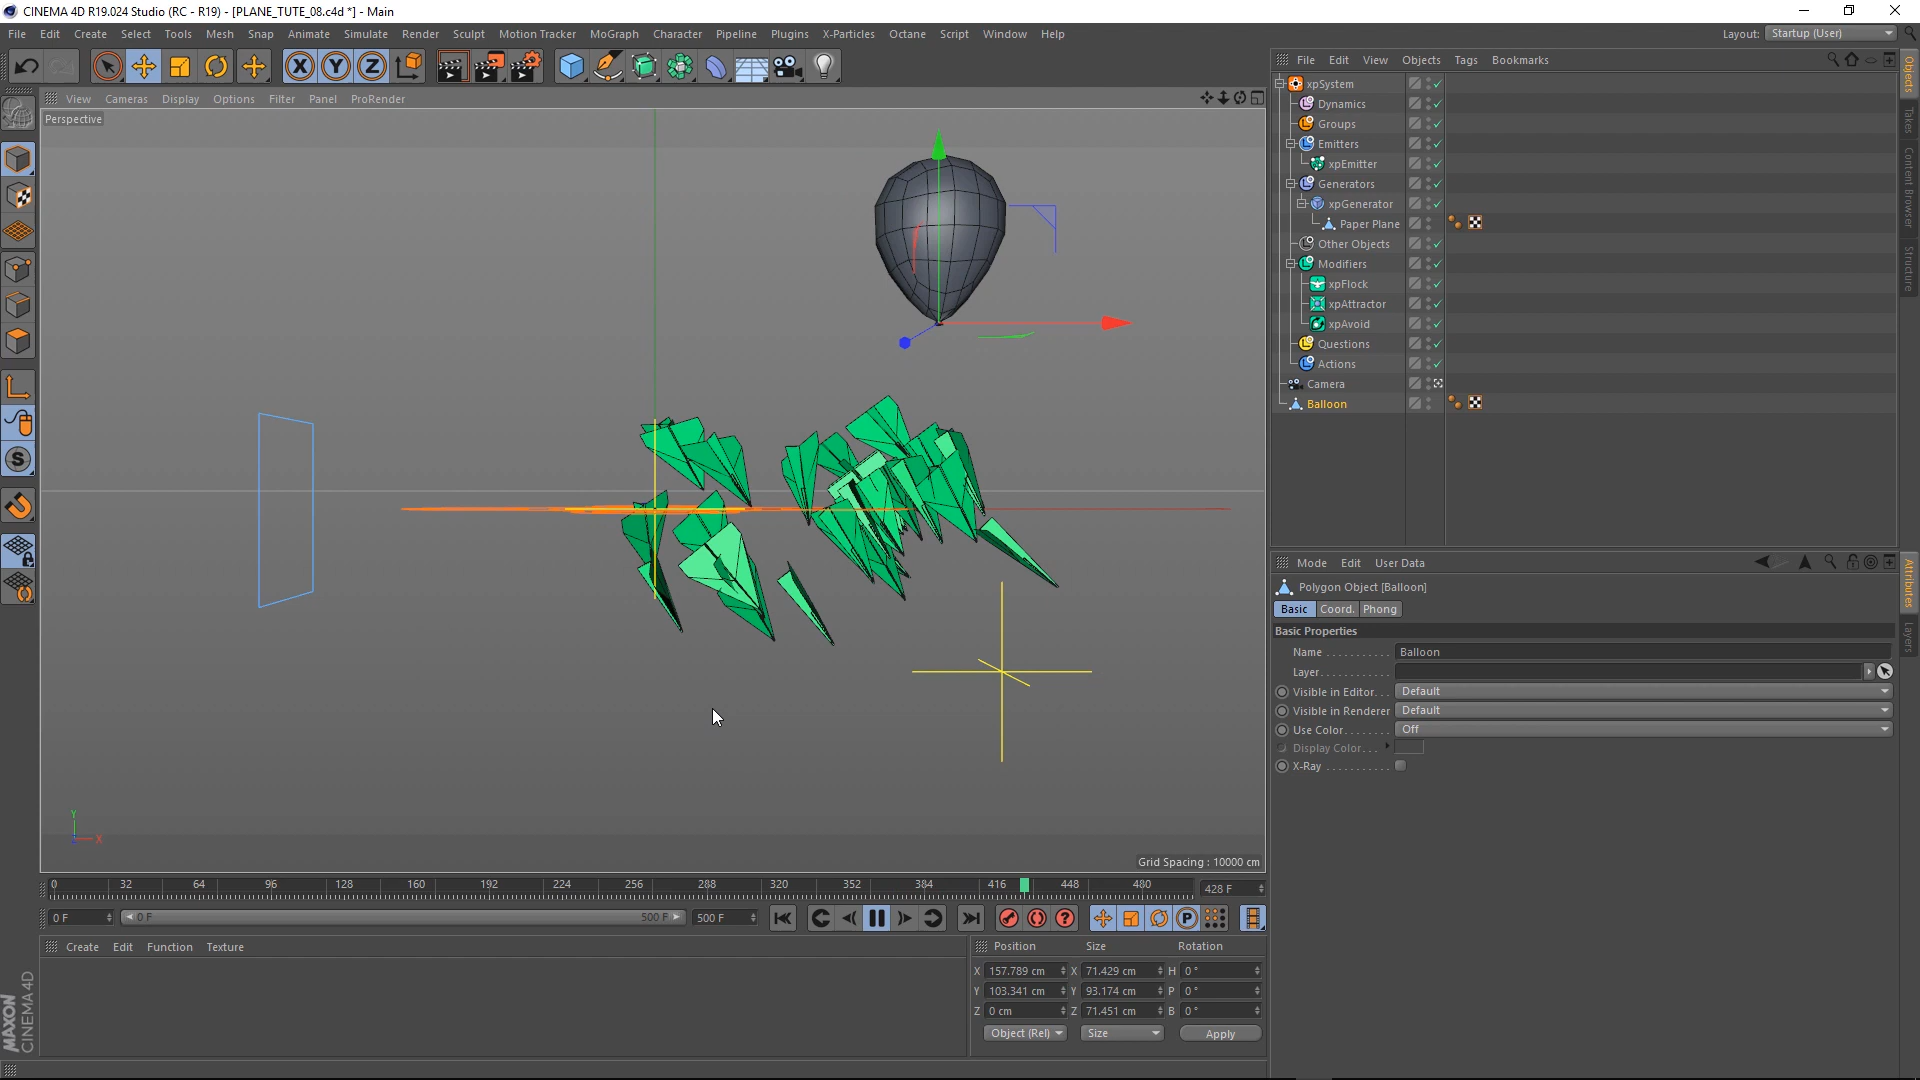 CINEMA 4D R19.024 Studio (RC - R19) - [PLANE_TUTE_08.c4d *] - Main
File Edit Create Select Tools Mesh Snap Animate Simulate Render Sculpt Motion Tracker MoGraph Character Pipeline Plugins X-Particles Octane Script Window Help
Layout: Startup (User)
X Y Z
View Cameras Display Options Filter Panel ProRender
Perspective
Grid Spacing : 10000 cm
Y
X
File Edit View Objects Tags Bookmarks
xpSystem
Dynamics
Groups
Emitters
xpEmitter
Generators
xpGenerator
Paper Plane
Other Objects
Modifiers
xpFlock
xpAttractor
xpAvoid
Questions
Actions
Camera
Balloon
Objects
Takes
Content Browser
Structure
Mode Edit User Data
Polygon Object [Balloon]
Basic Coord. Phong
Basic Properties
Name . . . . . . . . . . . Balloon
Layer. . . . . . . . . . . .
Visible in Editor. . . Default
Visible in Renderer Default
Use Color. . . . . . . . Off
Display Color. . .
X-Ray . . . . . . . . . . .
Attributes
Layers
0 32 64 96 128 160 192 224 256 288 320 352 384 416 448 480
428 F
0 F 0 F 500 F 500 F
Create Edit Function Texture
Position Size Rotation
X 157.789 cm X 71.429 cm H 0 °
Y 103.341 cm Y 93.174 cm P 0 °
Z 0 cm Z 71.451 cm B 0 °
Object (Rel) Size Apply
MAXON
CINEMA 4D